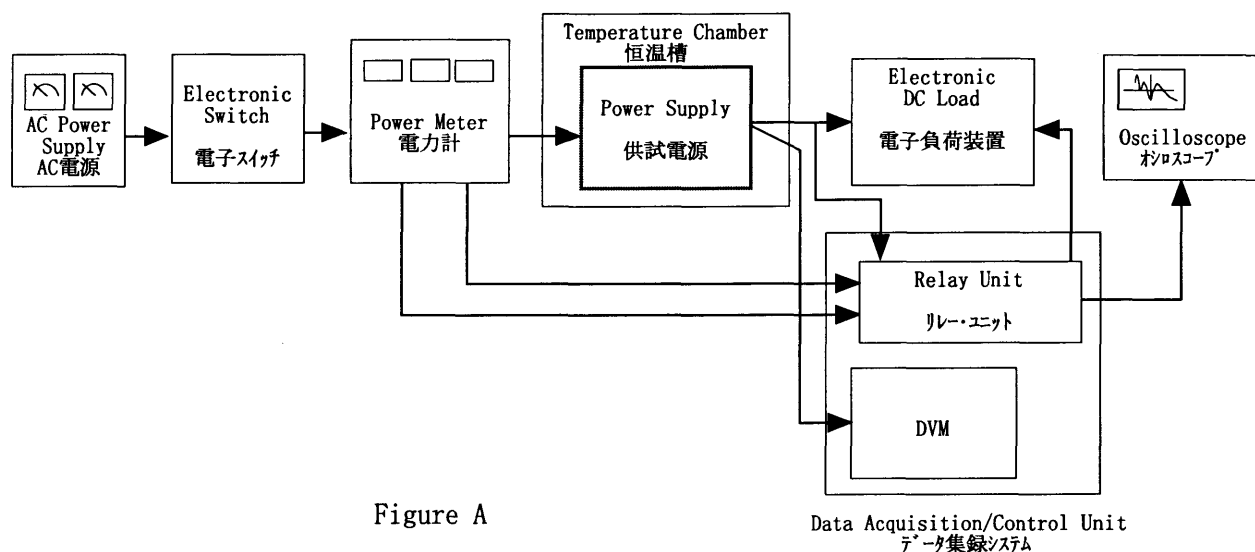 AC Power
Supply
AC電源
Electronic
Switch
電子スイッチ
Power Meter
電力計
Temperature Chamber
恒温槽
Power Supply
供試電源
Electronic
DC Load
電子負荷装置
Oscilloscope
オシロスコープ
Relay Unit
リレー・ユニット
DVM
Data Acquisition/Control Unit
データ集録システム
Figure A